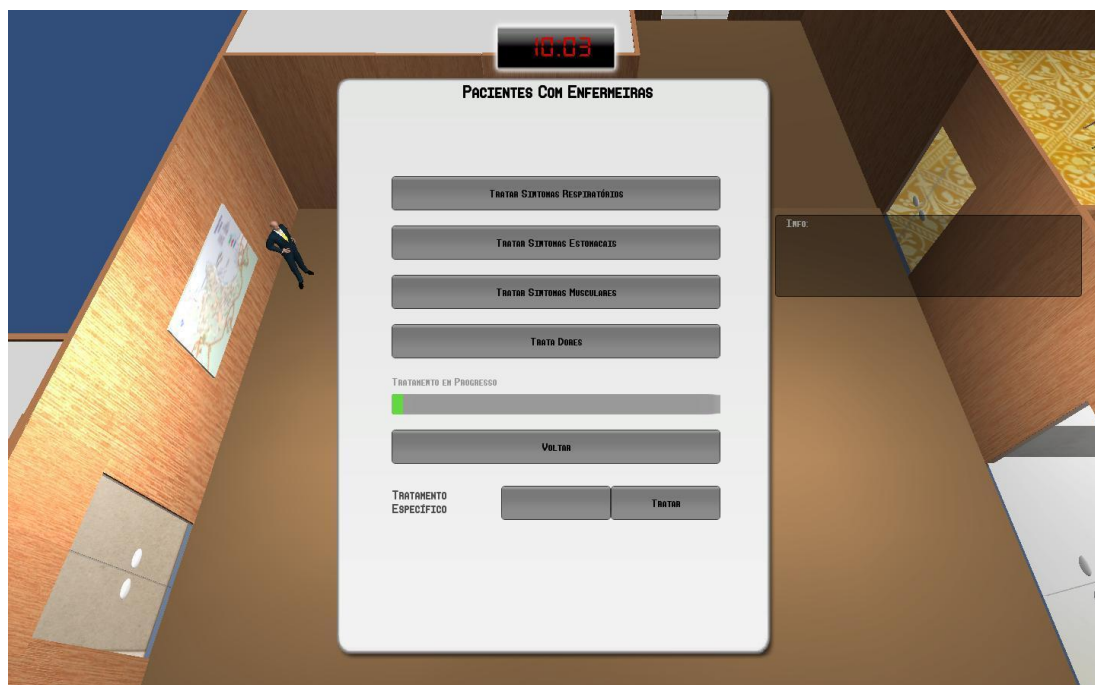 10.03
Pacientes Com Enfermeiras
Tratar Sintomas Respiratórios
Tratar Sintomas Estomacais
Info:
Tratar Sintomas Musculares
Trata Dores
Tratamento em Progresso
Voltar
Tratamento
Específico
Tratar